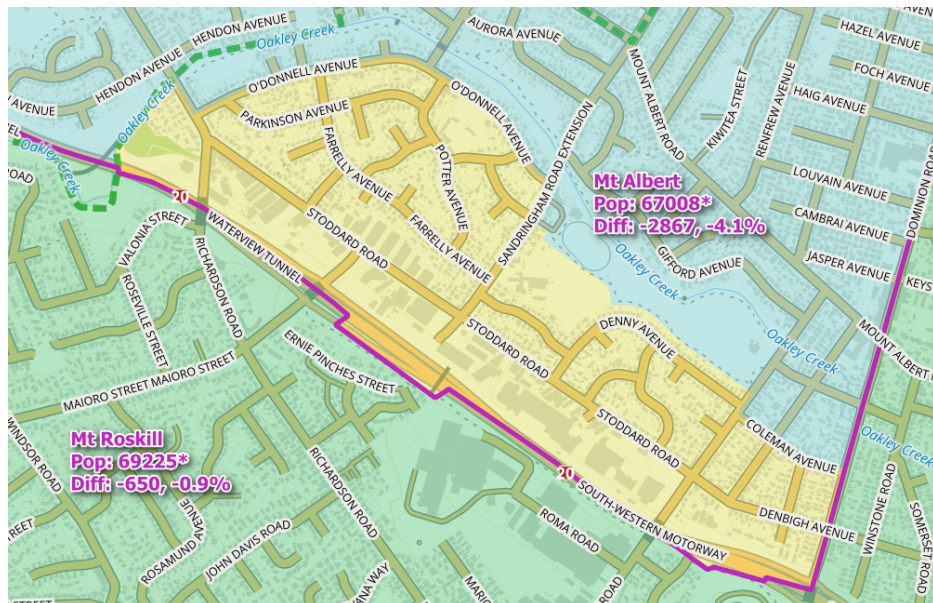 HENDON AVENUE
Oakley Creek
AURORA AVENUE
HAZEL AVENUE
HENDON AVENUE
MOUNT ALBERT ROAD
FOCH AVENUE
O'DONNELL AVENUE
O'DONNELL AVENUE
KIWITEA STREET
RENFREW AVENUE
HAIG AVENUE
AVENUE
Oakley Creek
PARKINSON AVENUE
FARRELLY AVENUE
POTTER AVENUE
SANDRINGHAM ROAD EXTENSION
DOMINION ROAD
Oakley Creek
ROAD
Mt Albert
Pop: 67008*
Diff: -2867, -4.1%
LOUVAIN AVENUE
20
CAMBRAI AVENUE
VALONIA STREET
WATERVIEW TUNNEL
STODDARD ROAD
FARRELLY AVENUE
GIFFORD AVENUE
JASPER AVENUE
RICHARDSON ROAD
Oakley Creek
KEYS
ROSEVILLE STREET
DENNY AVENUE
STODDARD ROAD
MOUNT ALBERT
Oakley Creek
ERNIE PINCHES STREET
MAIORO STREET MAIORO STREET
STODDARD ROAD
COLEMAN AVENUE
Oakley Creek
WINDSOR ROAD
Mt Roskill
Pop: 69225*
Diff: -650, -0.9%
RICHARDSON ROAD
20
SOUTH-WESTERN MOTORWAY
DENBIGH AVENUE
WINSTONE ROAD
SOMERSET ROAD
STREET
ROSAMUND AVENUE
JOHN DAVIS ROAD
ROMA ROAD
STREET